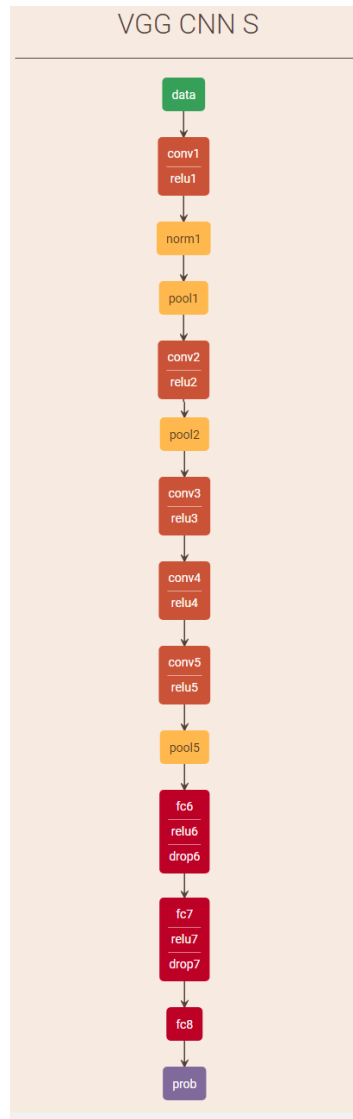 VGG CNN S
data
conv1
relu1
norm1
pool1
conv2
relu2
pool2
conv3
relu3
conv4
relu4
conv5
relu5
pool5
fc6
relu6
drop6
fc7
relu7
drop7
fc8
prob